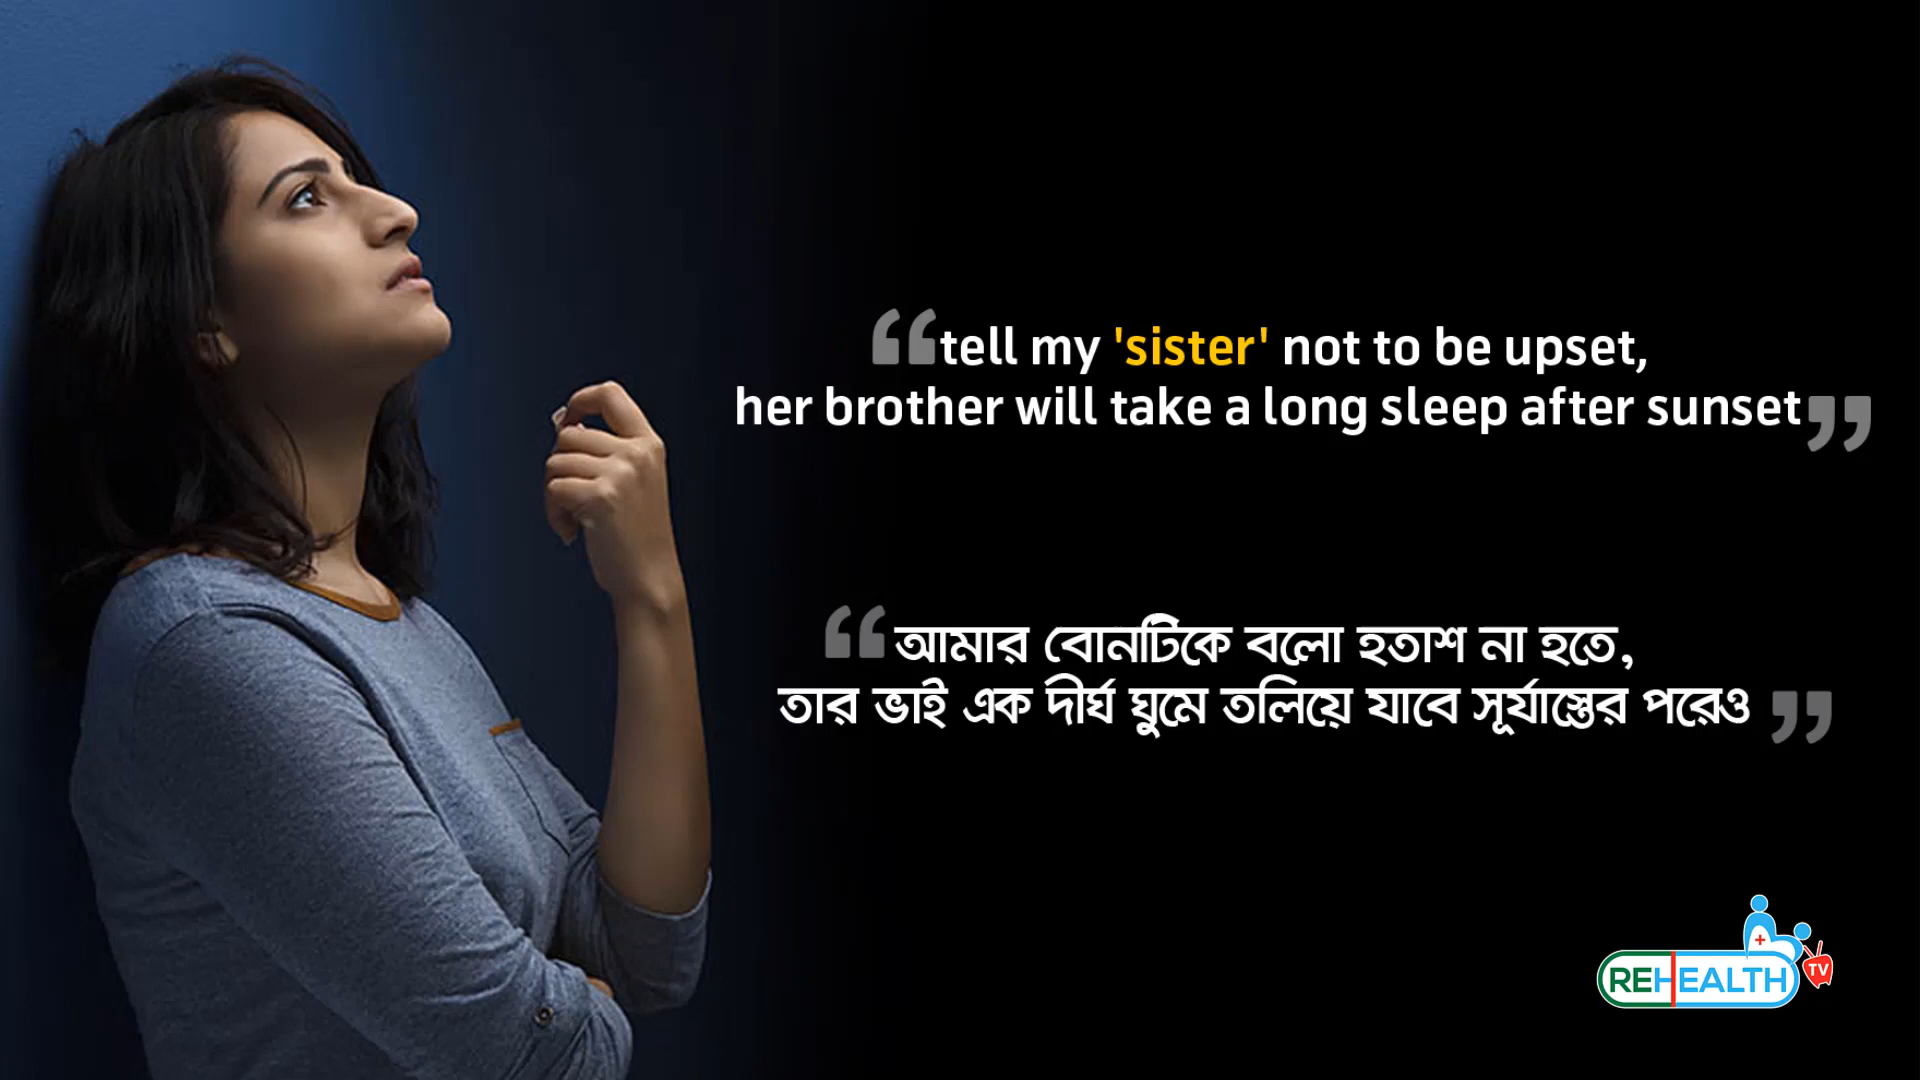 “tell my 'sister' not to be upset,
her brother will take a long sleep after sunset”
“আমার বোনটিকে বলো হতাশ না হতে,
তার ভাই এক দীর্ঘ ঘুমে তলিয়ে যাবে সূর্যাস্তের পরেও”
REHEALTH TV